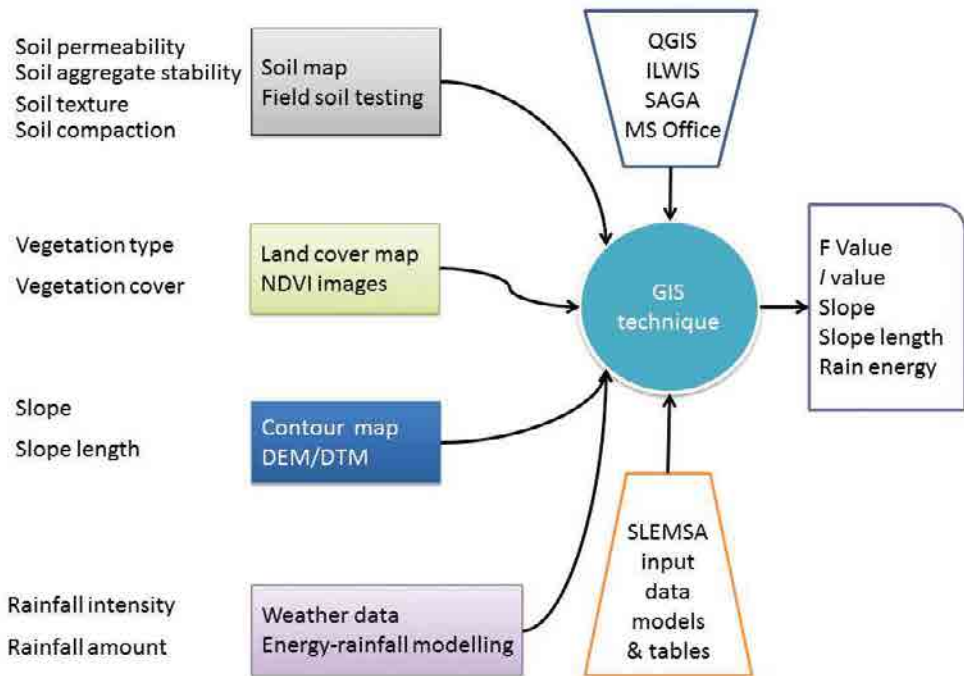 Soil permeability
Soil aggregate stability
Soil texture
Soil compaction
Soil map
Field soil testing
QGIS
ILWIS
SAGA
MS Office
Vegetation type
Vegetation cover
Land cover map
NDVI images
GIS
technique
F Value
I value
Slope
Slope length
Rain energy
Slope
Slope length
Contour map
DEM/DTM
SLEMSA
input
data
models
& tables
Rainfall intensity
Rainfall amount
Weather data
Energy-rainfall modelling